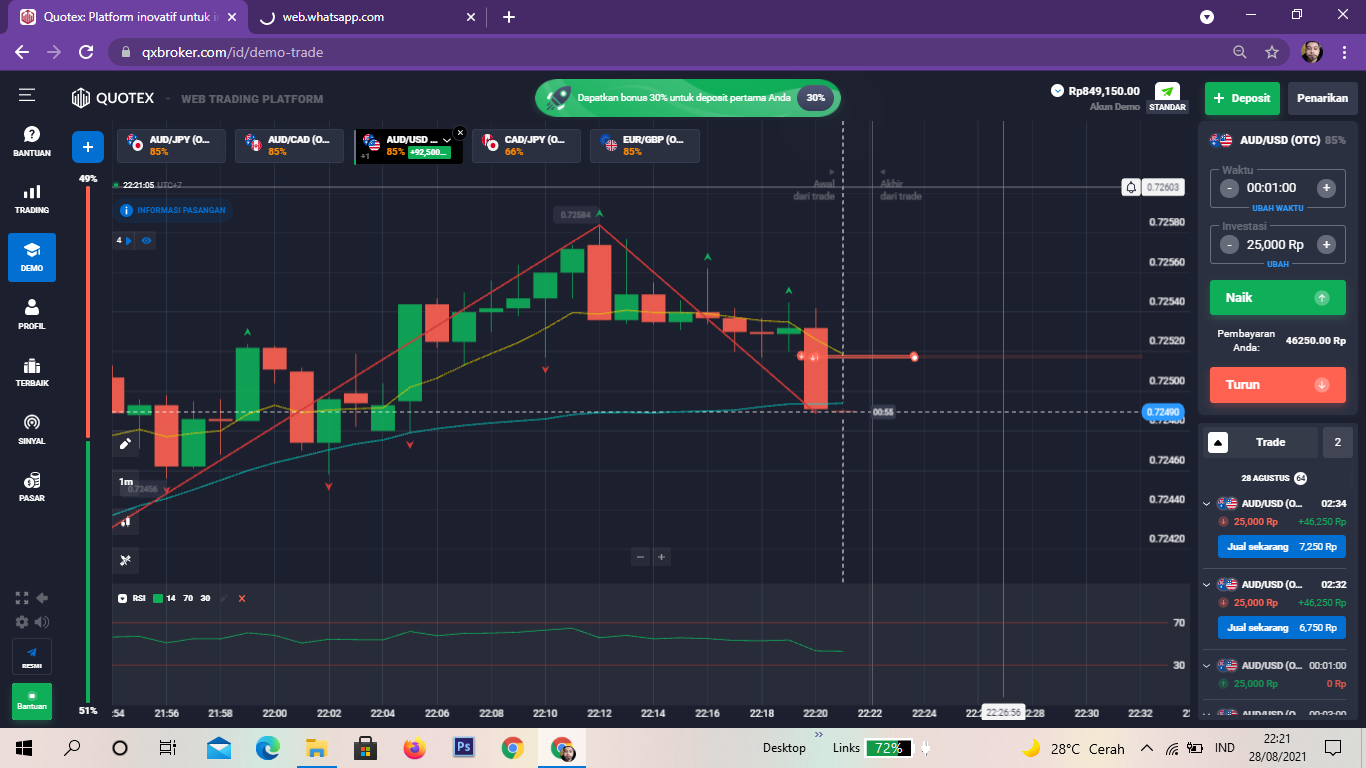 Quotex: Platform inovatif untuk i
web.whatsapp.com
qxbroker.com/id/demo-trade
QUOTEX
WEB TRADING PLATFORM
Dapatkan bonus 30% untuk deposit pertama Anda 30%
Rp849,150.00
Akun Demo
STANDAR
Deposit
Penarikan
BANTUAN
TRADING
DEMO
PROFIL
TERBAIK
SINYAL
PASAR
RESMI
Bantuan
AUD/JPY (O...
85%
AUD/CAD (O...
85%
AUD/USD ...
+1 85% +92,500...
CAD/JPY (O...
66%
EUR/GBP (O...
85%
49%
51%
22:21:05 UTC+7
INFORMASI PASANGAN
4
0.72584
0.72456
1m
Awal
dari trade
Akhir
dari trade
00:55
0.72603
0.72580
0.72560
0.72540
0.72520
0.72500
0.72490
0.72480
0.72460
0.72440
0.72420
RSI 14 70 30
70
30
:54 21:56 21:58 22:00 22:02 22:04 22:06 22:08 22:10 22:12 22:14 22:16 22:18 22:20 22:22 22:24 22:26:56 22:28 22:30 22:32
AUD/USD (OTC) 85%
Waktu
00:01:00
UBAH WAKTU
Investasi
25,000 Rp
UBAH
Naik
Pembayaran
Anda:
46250.00 Rp
Turun
Trade 2
28 AGUSTUS 64
AUD/USD (O... 02:34
25,000 Rp +46,250 Rp
Jual sekarang 7,250 Rp
AUD/USD (O... 02:32
25,000 Rp +46,250 Rp
Jual sekarang 6,750 Rp
AUD/USD (O... 00:01:00
25,000 Rp 0 Rp
AUD/USD (O... 00:03:00
Desktop
Links
72%
28°C Cerah
IND
22:21
28/08/2021